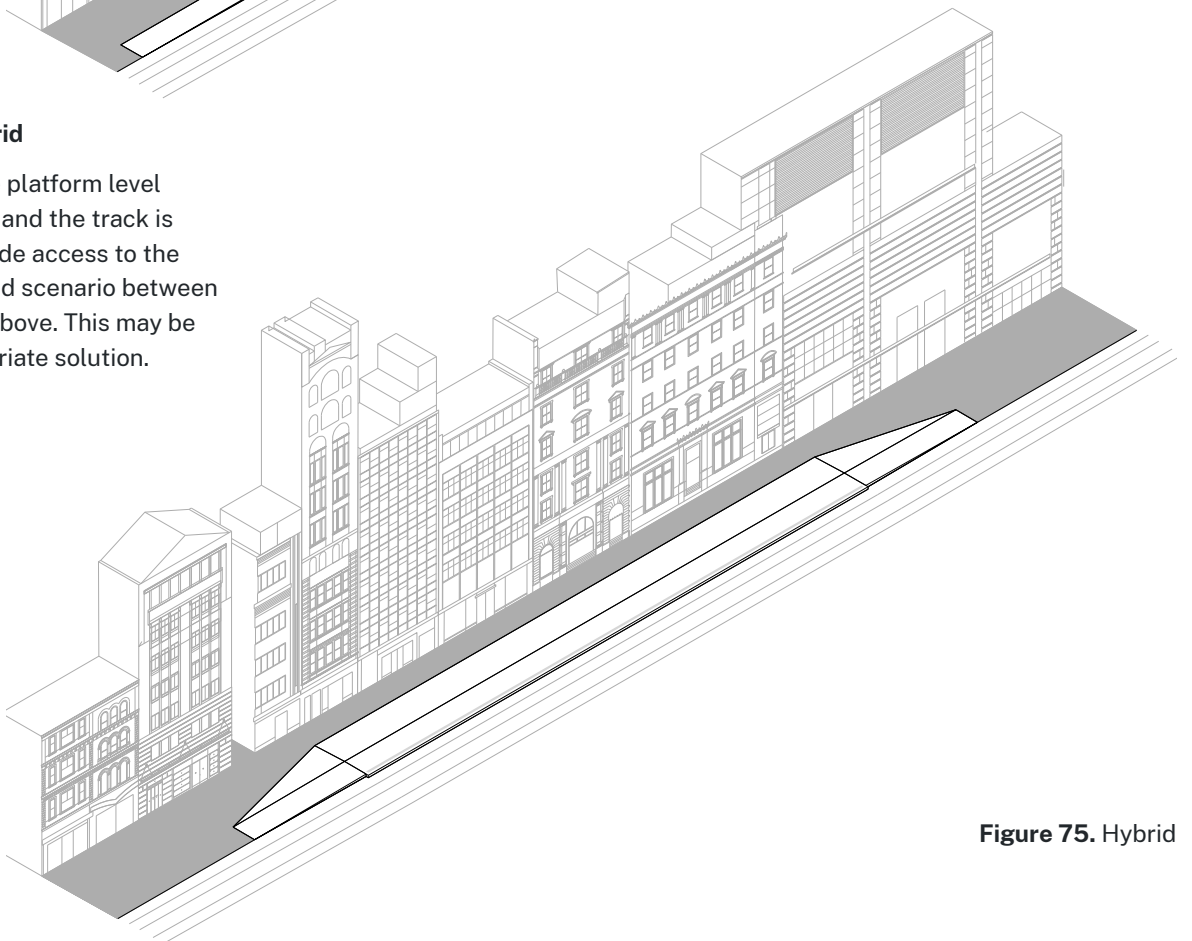 rid
platform level
and the track is
de access to the
d scenario between
bove. This may be
riate solution.
Figure 75. Hybrid